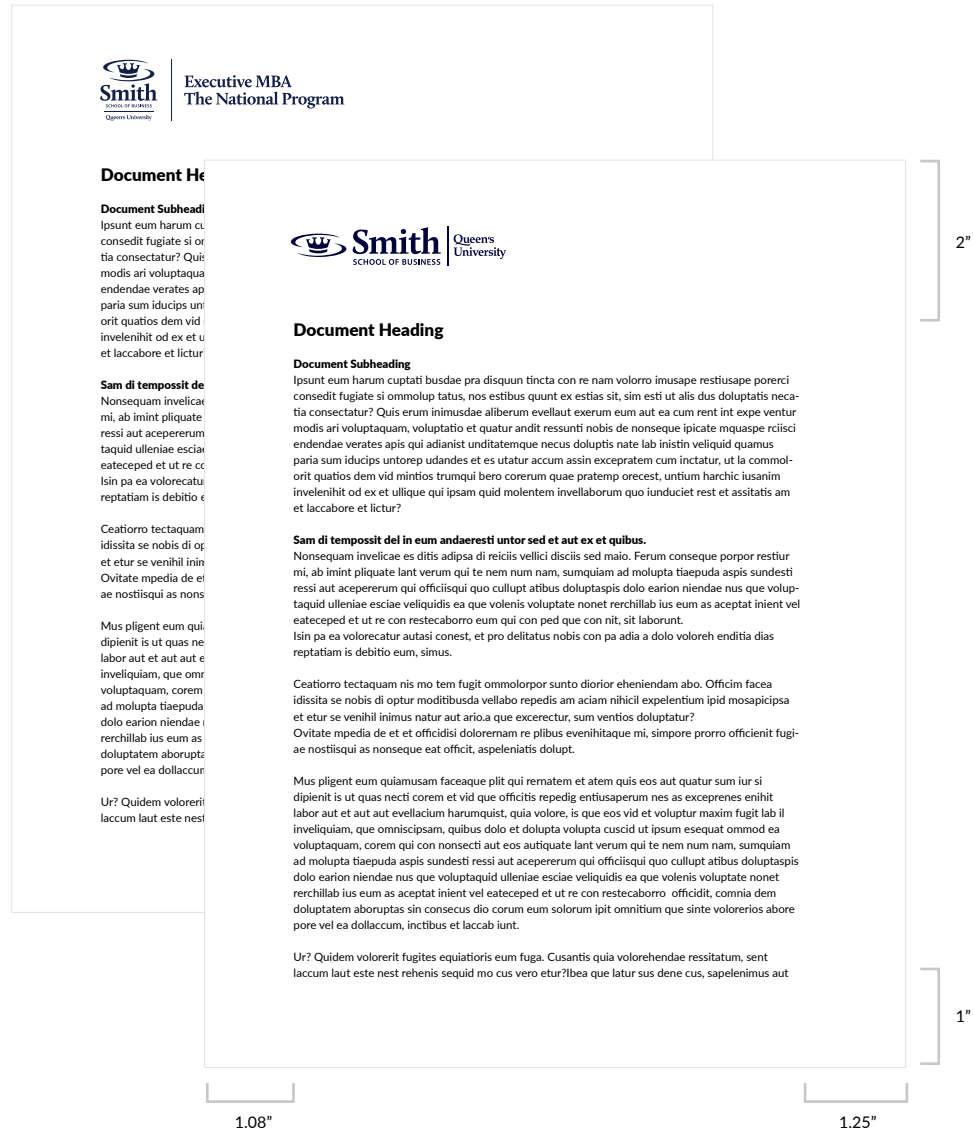 Smith
SCHOOL OF BUSINESS
Queen's University
Executive MBA
The National Program
Document He
Document Subheadi
Ipsunt eum harum cu
consedit fugiate si or
tia consectatur? Quis
modis ari voluptaqua
endendae verates ap
paria sum iducips unt
orit quatios dem vid
invelenihit od ex et u
et laccabore et lictur
Sam di tempossit de
Nonsequam invelicae
mi, ab imint pliquate
ressi aut acepererum
taquid ulleniae escia
eateceped et ut re co
Isin pa ea volorecatur
reptatiam is debitio e
Ceatiorro tectaquam
idissita se nobis di op
et etur se venihil inim
Ovitate mpedia de et
ae nostiisqui as nons
Mus pligent eum quia
dipienit is ut quas ne
labor aut et aut aut e
inveliquiam, que omn
voluptaquam, corem
ad molupta tiaepuda
dolo earion niendae
rerchillab ius eum as
doluptatem aborupta
pore vel ea dollaccum
Ur? Quidem volorerit
laccum laut este nest
Smith
SCHOOL OF BUSINESS
Queen's
University
Document Heading
Document Subheading
Ipsunt eum harum cuptati busdae pra disquun tincta con re nam volorro imusape restiusape porerci
consedit fugiate si ommolup tatus, nos estibus quunt ex estias sit, sim esti ut alis dus doluptatis neca-
tia consectatur? Quis erum inimusdae aliberum evellaut exerum eum aut ea cum rent int expe ventur
modis ari voluptaquam, voluptatio et quatur andit ressunti nobis de nonseque ipicate mquaspe rciisci
endendae verates apis qui adianist unditatemque necus doluptis nate lab inistin veliquid quamus
paria sum iducips untorep udandes et es utatur accum assin excepratem cum inctatur, ut la commol-
orit quatios dem vid mintios trumqui bero corerum quae pratemp orecest, untium harchic iusanim
invelenihit od ex et ullique qui ipsam quid molentem invellaborum quo iunduciet rest et assitatis am
et laccabore et lictur?
Sam di tempossit del in eum andaeresti untor sed et aut ex et quibus.
Nonsequam invelicae es ditis adipsa di reiciis vellici disciis sed maio. Ferum conseque porpor restiur
mi, ab imint pliquate lant verum qui te nem num nam, sumquiam ad molupta tiaepuda aspis sundesti
ressi aut acepererum qui officiisqui quo cullupt atibus doluptaspis dolo earion niendae nus que volup-
taquid ulleniae esciae veliquidis ea que volenis voluptate nonet rerchillab ius eum as aceptat inient vel
eateceped et ut re con restecaborro eum qui con ped que con nit, sit laborunt.
Isin pa ea volorecatur autasi conest, et pro delitatus nobis con pa adia a dolo voloreh enditia dias
reptatiam is debitio eum, simus.
Ceatiorro tectaquam nis mo tem fugit ommolorpor sunto diorior eheniendam abo. Officim facea
idissita se nobis di optur moditibusda vellabo repedis am aciam nihicil expelentium ipid mosapicipsa
et etur se venihil inimus natur aut ario.a que excerectur, sum ventios doluptatur?
Ovitate mpedia de et et officidisi dolorernam re plibus evenihitaque mi, simpore prorro officienit fugi-
ae nostiisqui as nonseque eat officit, aspeleniatis dolupt.
Mus pligent eum quiamusam faceaque plit qui rernatem et atem quis eos aut quatur sum iur si
dipienit is ut quas necti corem et vid que officitis repedig entiusaperum nes as exceprenes enihit
labor aut et aut aut evellacium harumquist, quia volore, is que eos vid et voluptur maxim fugit lab il
inveliquiam, que omniscipsam, quibus dolo et dolupta volupta cuscid ut ipsum esequat ommod ea
voluptaquam, corem qui con nonsecti aut eos autiquate lant verum qui te nem num nam, sumquiam
ad molupta tiaepuda aspis sundesti ressi aut acepererum qui officiisqui quo cullupt atibus doluptaspis
dolo earion niendae nus que voluptaquid ulleniae esciae veliquidis ea que volenis voluptate nonet
rerchillab ius eum as aceptat inient vel eateceped et ut re con restecaborro officidit, comnia dem
doluptatem aboruptas sin consecus dio corum eum solorum ipit omnitium que sinte volorerios abore
pore vel ea dollaccum, inctibus et laccab iunt.
Ur? Quidem volorerit fugites equiatioris eum fuga. Cusantis quia volorehendae ressitatum, sent
laccum laut este nest rehenis sequid mo cus vero etur?Ibea que latur sus dene cus, sapelenimus aut
2”
1”
1.08”
1.25”